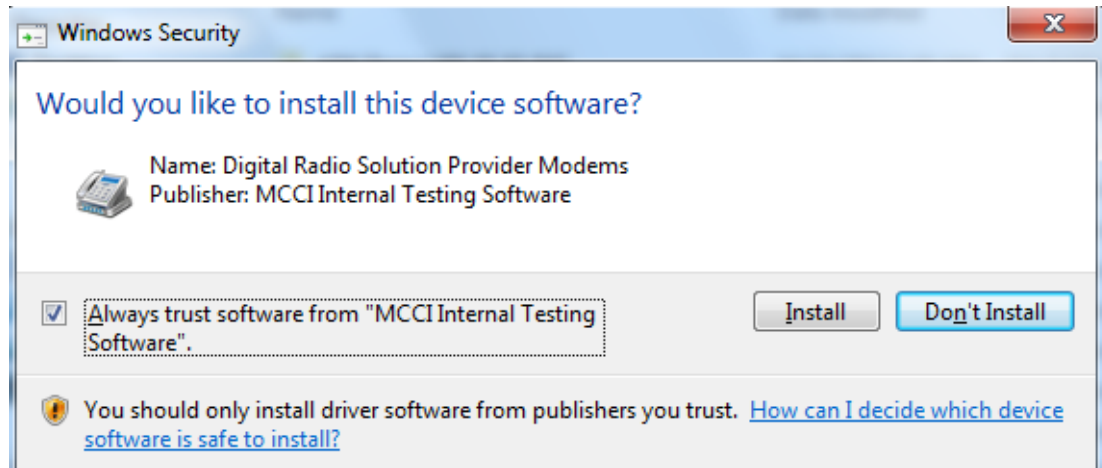 Windows Security
Would you like to install this device software?
Name: Digital Radio Solution Provider Modems
Publisher: MCCI Internal Testing Software
Always trust software from "MCCI Internal Testing
Software".
Install
Don't Install
You should only install driver software from publishers you trust. How can I decide which device
software is safe to install?